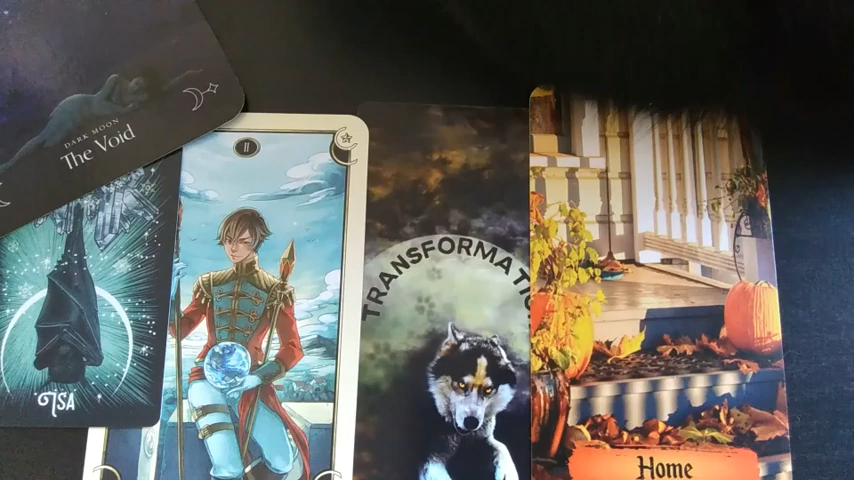 DARK MOON
The Void
ISA
II
TRANSFORMATIO
Home